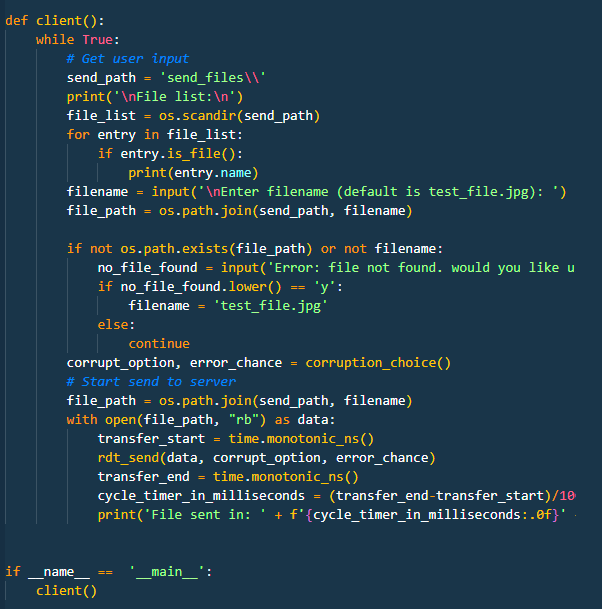 def client():
    while True:
        # Get user input
        send_path = 'send_files\\'
        print('\nFile list:\n')
        file_list = os.scandir(send_path)
        for entry in file_list:
            if entry.is_file():
                print(entry.name)
        filename = input('\nEnter filename (default is test_file.jpg): ')
        file_path = os.path.join(send_path, filename)

        if not os.path.exists(file_path) or not filename:
            no_file_found = input('Error: file not found. would you like u
            if no_file_found.lower() == 'y':
                filename = 'test_file.jpg'
            else:
                continue
        corrupt_option, error_chance = corruption_choice()
        # Start send to server
        file_path = os.path.join(send_path, filename)
        with open(file_path, "rb") as data:
            transfer_start = time.monotonic_ns()
            rdt_send(data, corrupt_option, error_chance)
            transfer_end = time.monotonic_ns()
            cycle_timer_in_milliseconds = (transfer_end-transfer_start)/10
            print('File sent in: ' + f'{cycle_timer_in_milliseconds:.0f}'


if __name__ == '__main__':
    client()